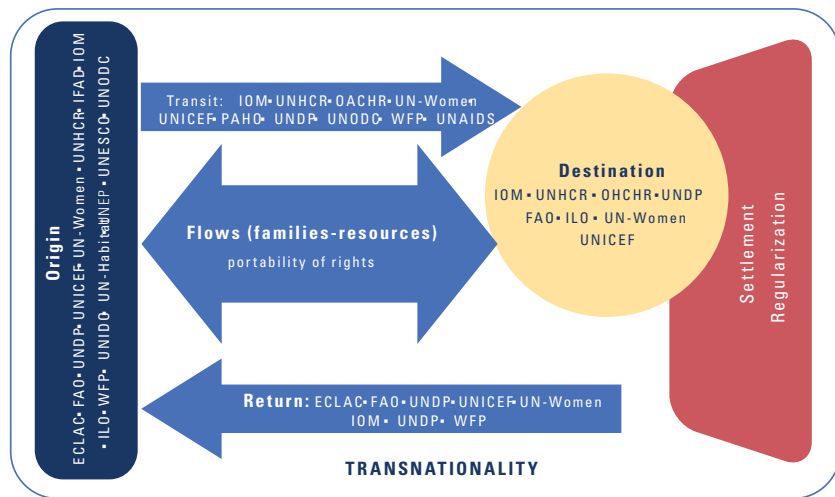 Origin
ECLAC▪FAO▪UNDP▪UNICEF▪UN-Women▪UNHCR▪IFAD▪IOM
▪ILO▪WFP▪UNIDO▪UN-Habitat▪UNEP▪UNESCO▪UNODC
Transit: IOM▪UNHCR▪OACHR▪UN-Women▪
UNICEF▪PAHO▪UNDP▪UNODC▪WFP▪UNAIDS
Flows (families-resources)
portability of rights
Destination
IOM▪UNHCR▪OHCHR▪UNDP
FAO▪ILO▪UN-Women
UNICEF
Settlement
Regularization
Return: ECLAC▪FAO▪UNDP▪UNICEF▪UN-Women
IOM▪UNDP▪WFP
TRANSNATIONALITY